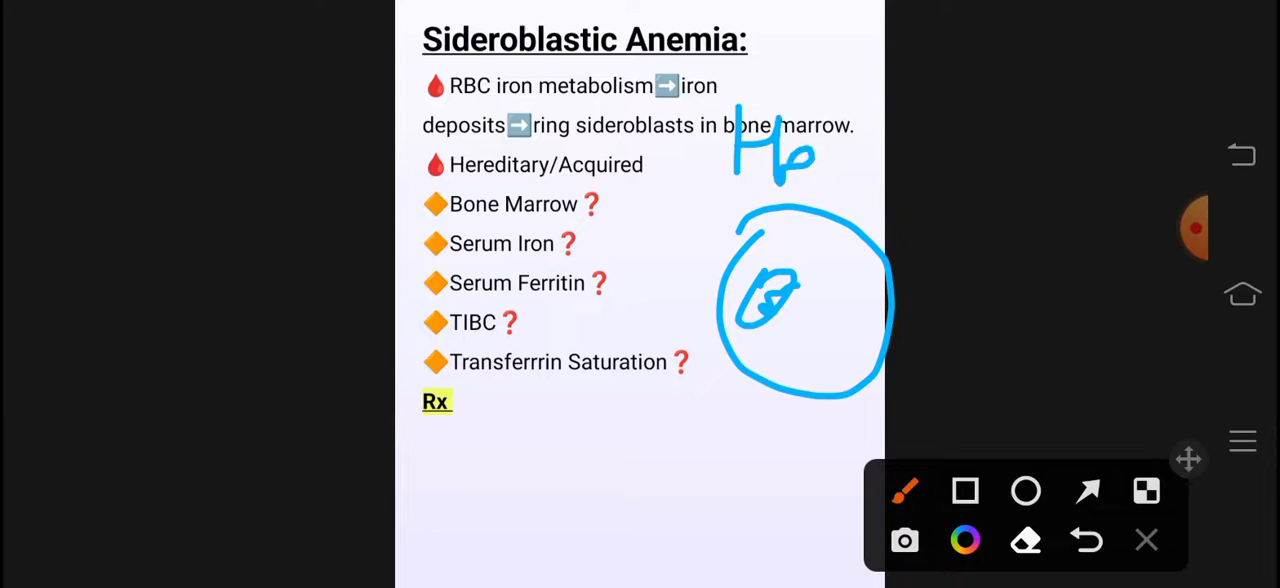 Sideroblastic Anemia:
🩸RBC iron metabolism➡️iron
deposits➡️ring sideroblasts in bone marrow.
🩸Hereditary/Acquired
🔶Bone Marrow❓
🔶Serum Iron❓
🔶Serum Ferritin❓
🔶TIBC❓
🔶Transferrrin Saturation❓
Rx
Hb